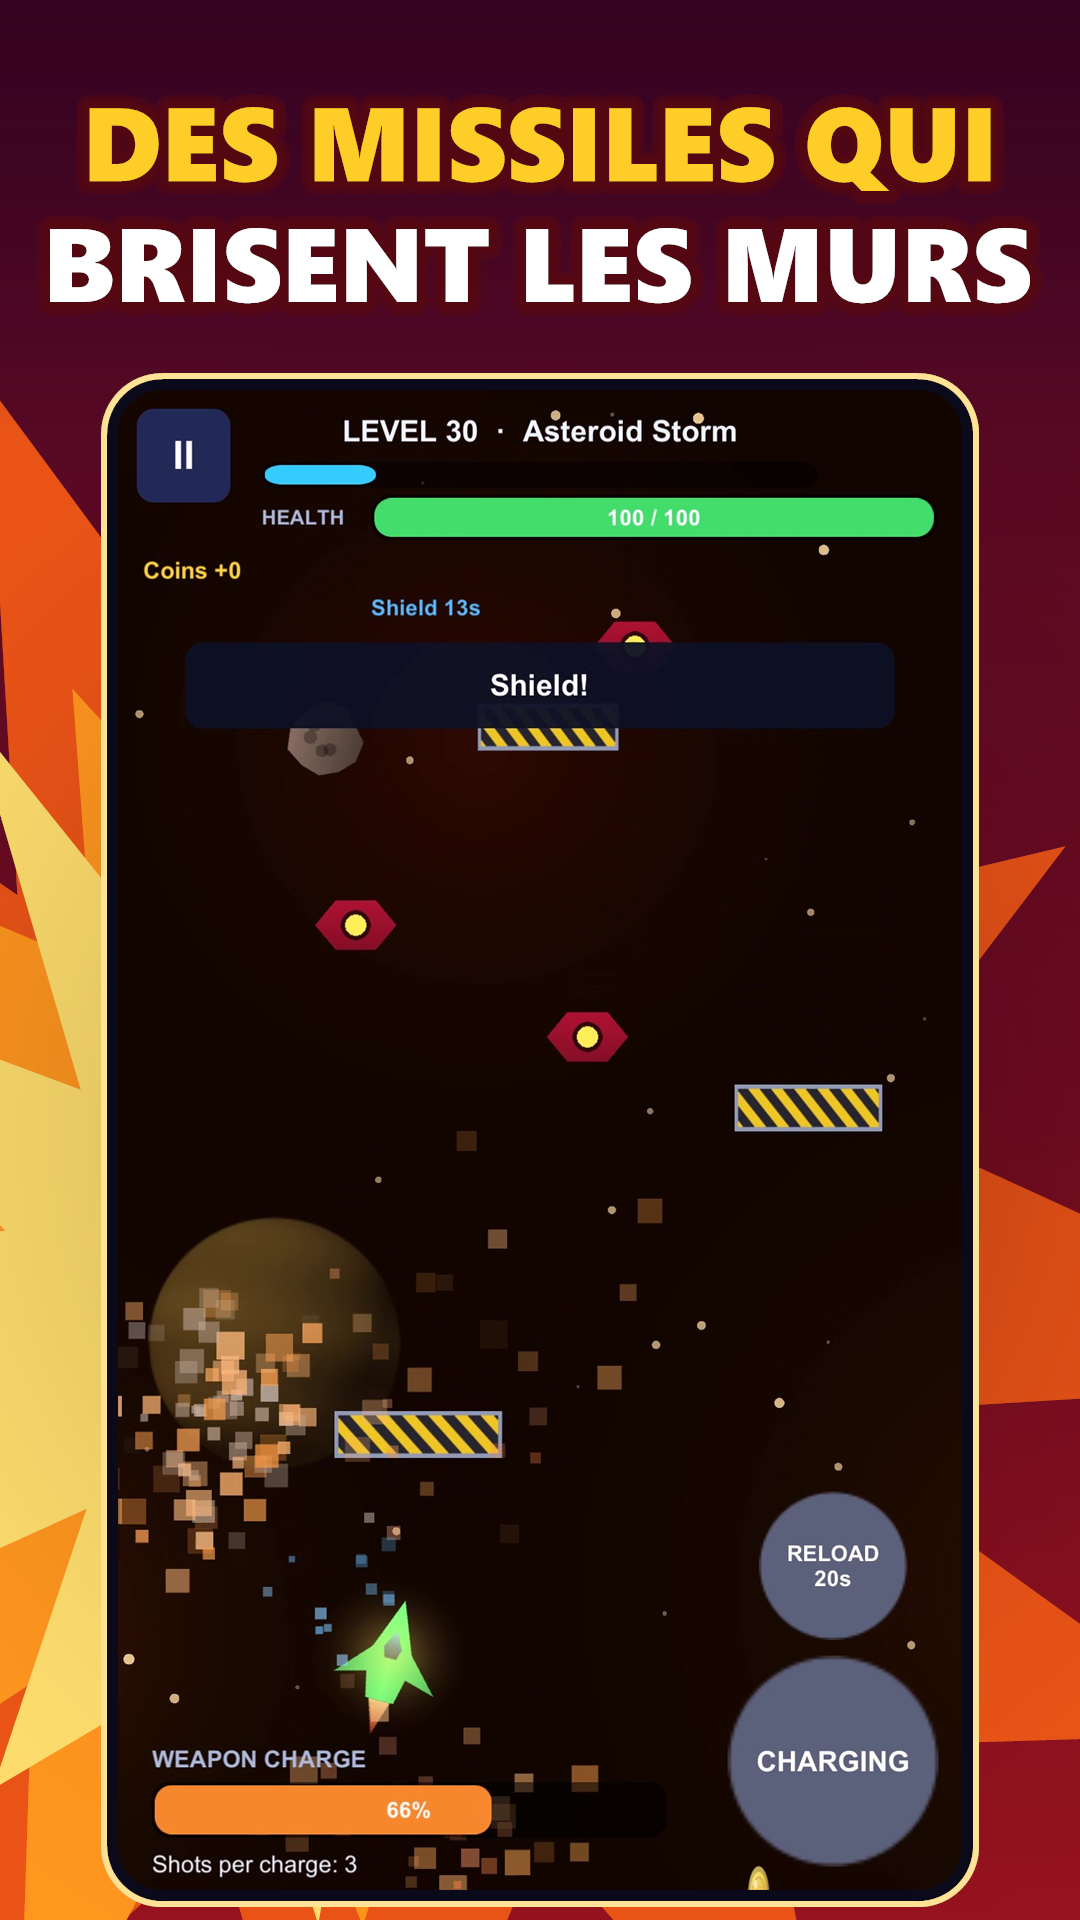 DES MISSILES QUI
BRISENT LES MURS
LEVEL 30 · Asteroid Storm
HEALTH
100 / 100
Coins +0
Shield 13s
Shield!
RELOAD
20s
CHARGING
WEAPON CHARGE
66%
Shots per charge: 3